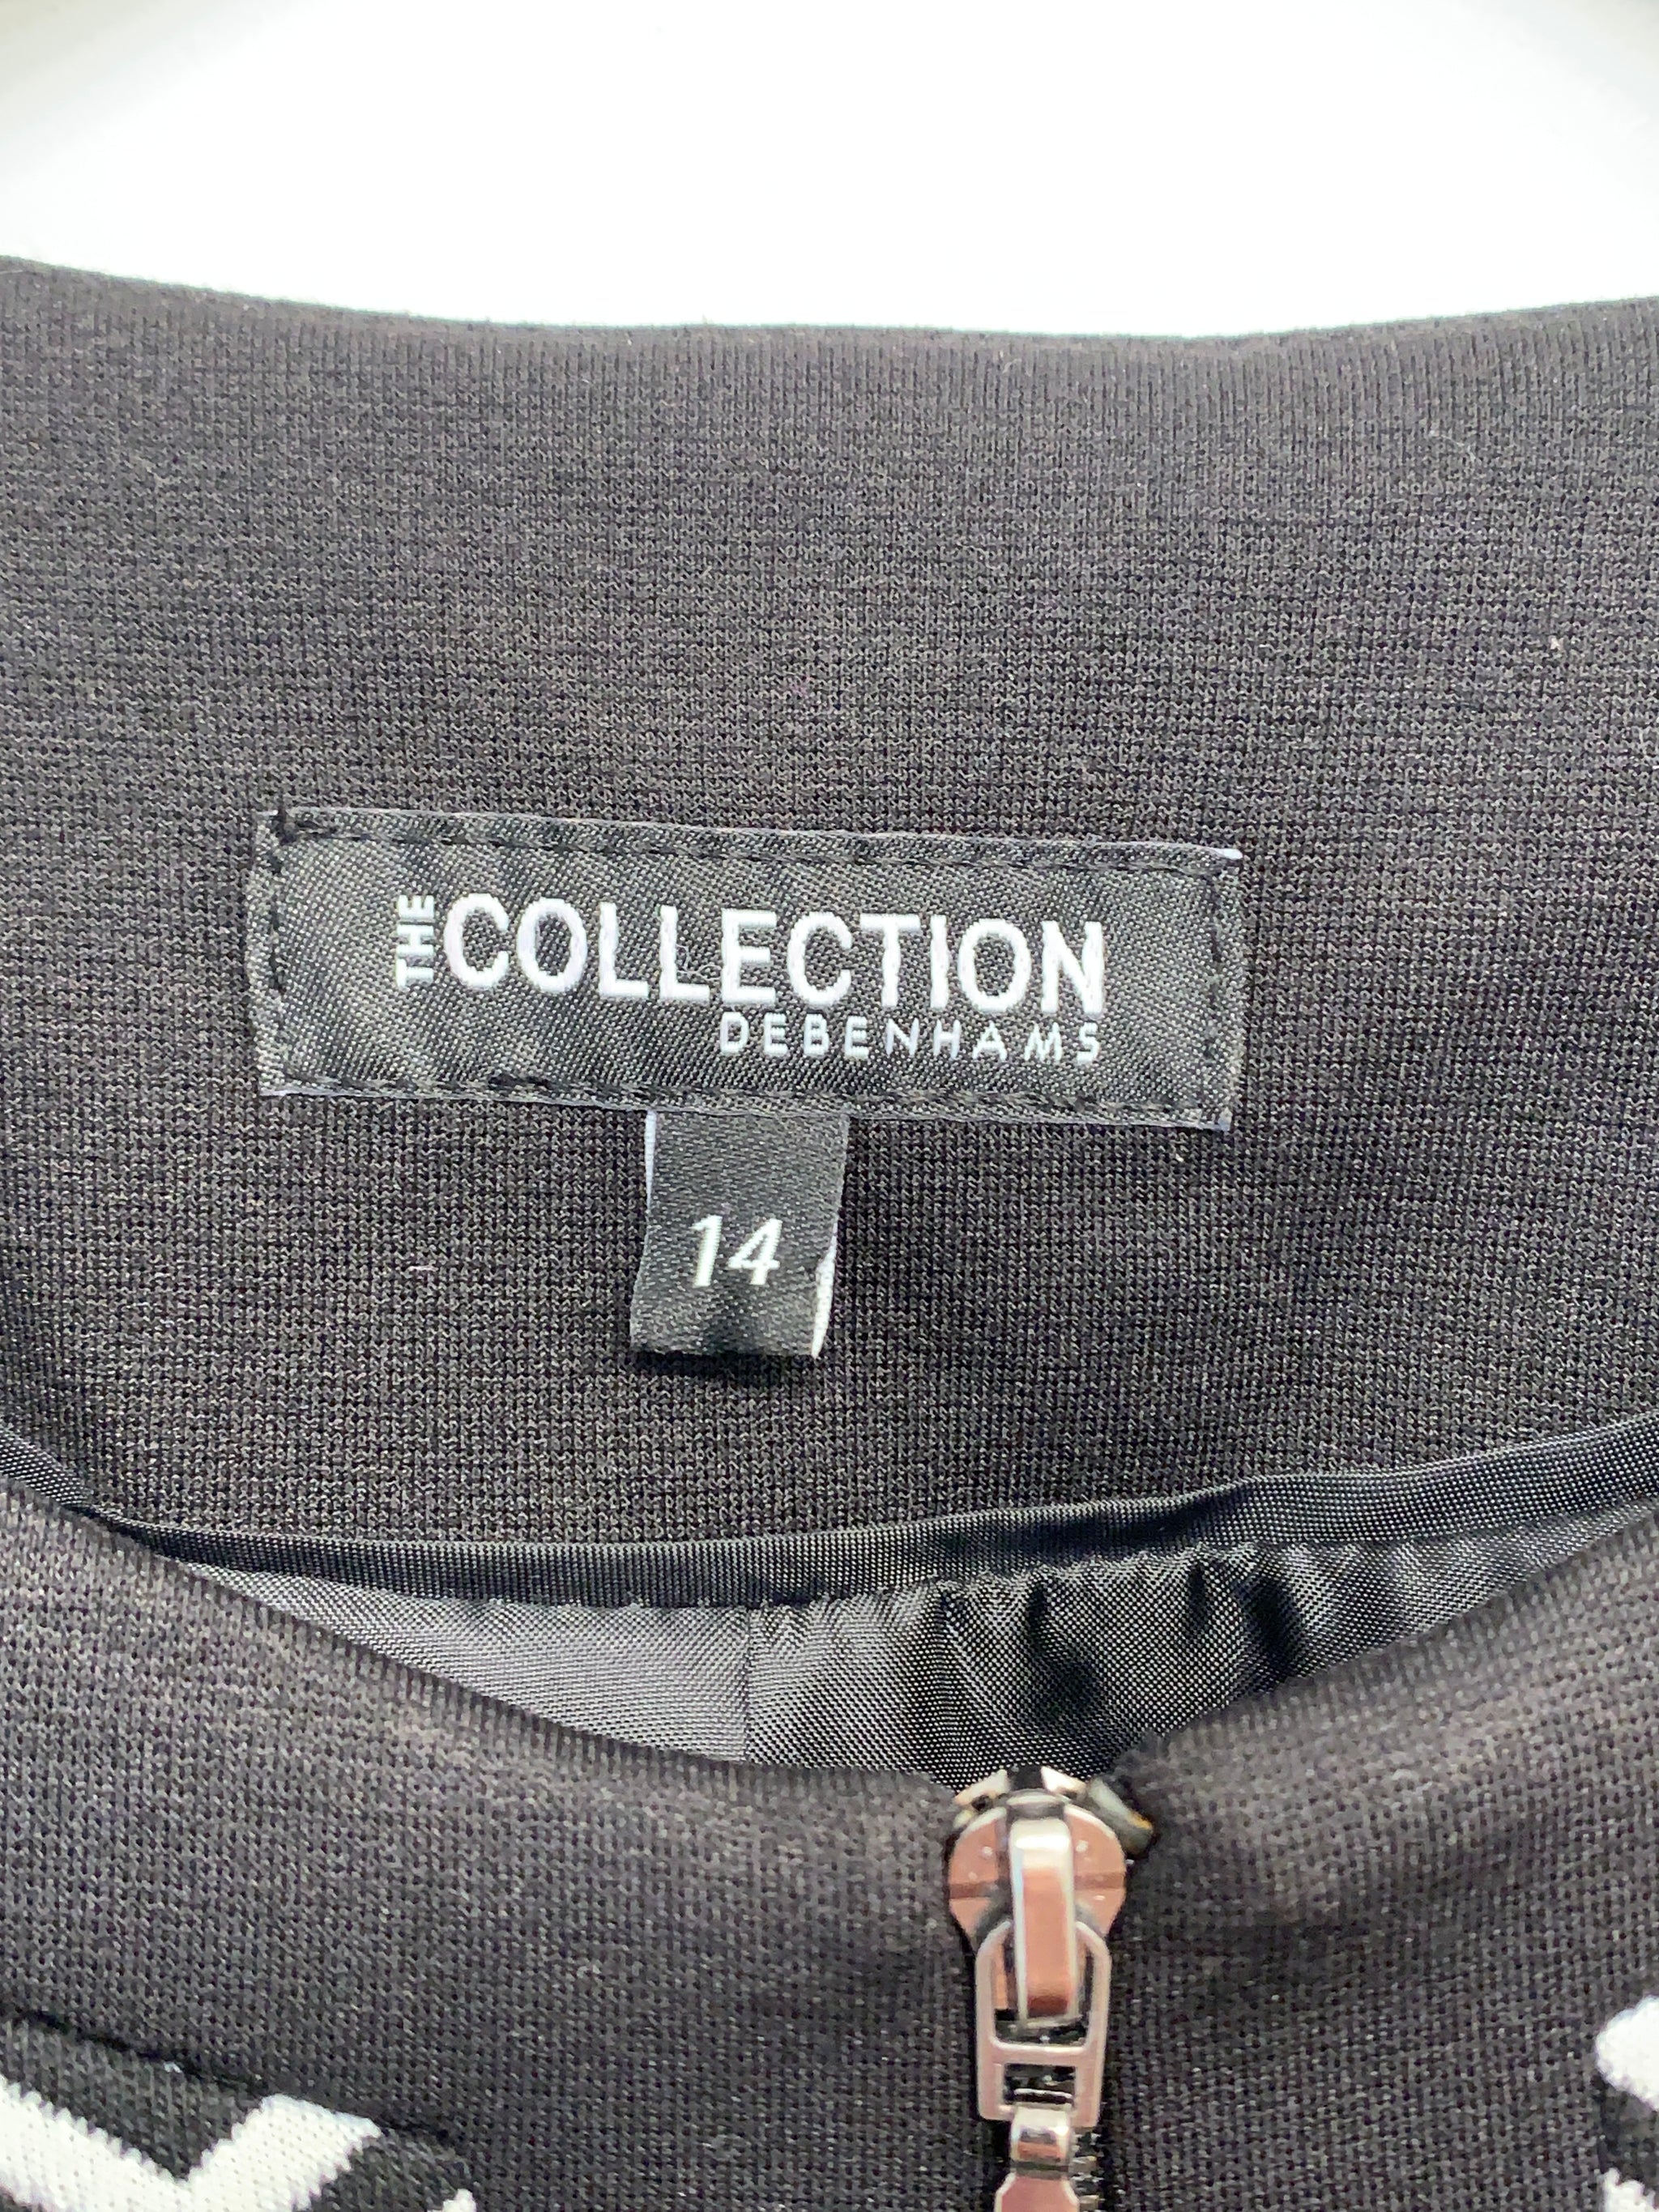 THE COLLECTION
DEBENHAMS
14